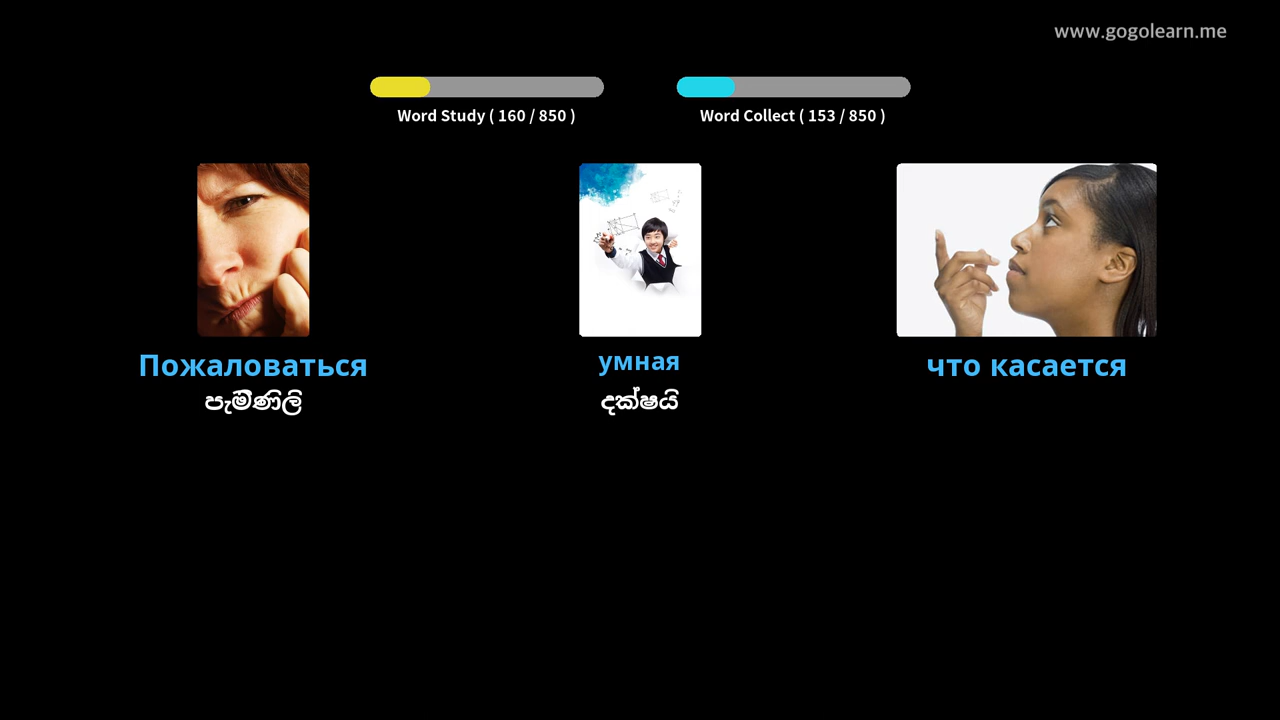 www.gogolearn.me
Word Study ( 160 / 850 )
Word Collect ( 153 / 850 )
Пожаловаться
පැමිණිලි
умная
දක්ෂයි
что касается